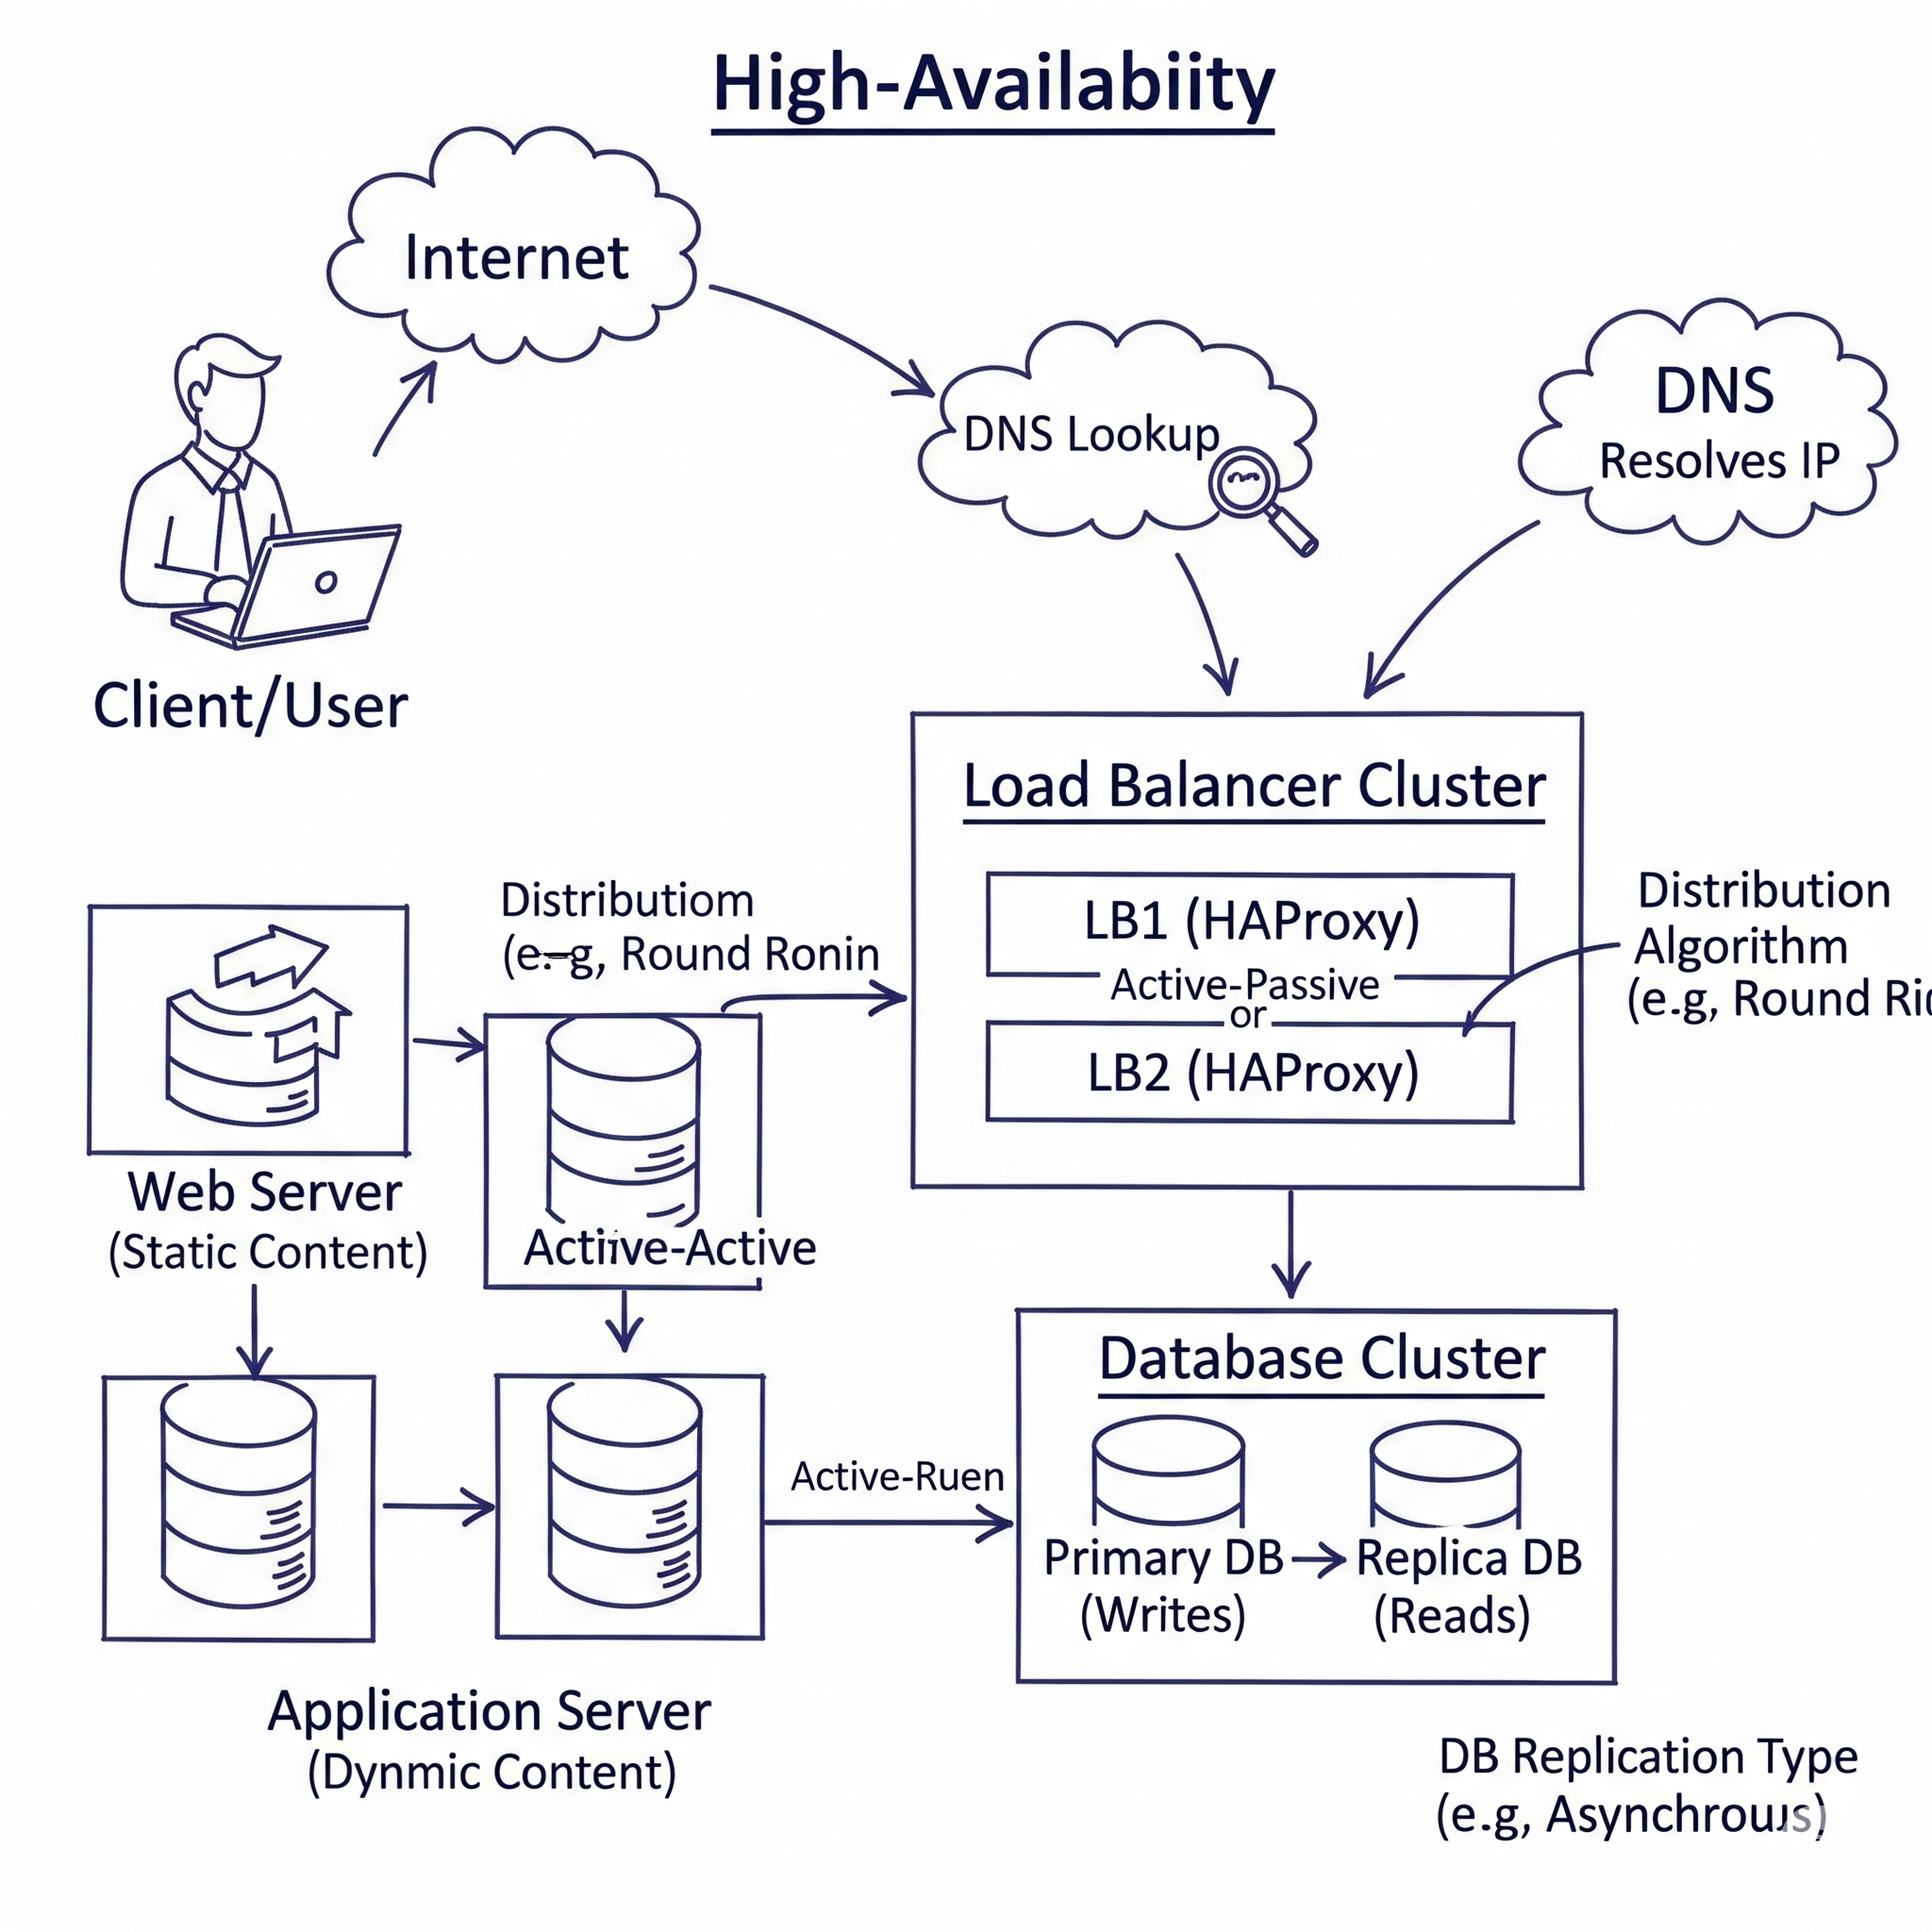 High-Availabiity
Internet
DNS Lookup
DNS
Resolves IP
Client/User
Load Balancer Cluster
LB1 (HAProxy)
Active-Passive
or
LB2 (HAProxy)
Distribution
Algorithm
(e.g, Round Ri
Distributiom
(e.-g, Round Ronin
Web Server
(Static Content)
Actiive-Active
Database Cluster
Primary DB
(Writes)
Replica DB
(Reads)
Active-Ruen
Application Server
(Dynmic Content)
DB Replication Type
(e.g, Asynchrous)